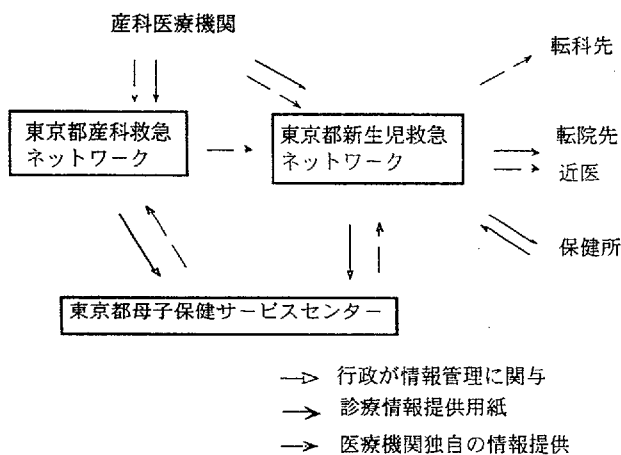 産科医療機関
転科先
東京都産科救急
ネットワーク
東京都新生児救急
ネットワーク
転院先
近医
保健所
東京都母子保健サービスセンター
行政が情報管理に関与
診療情報提供用紙
医療機関独自の情報提供